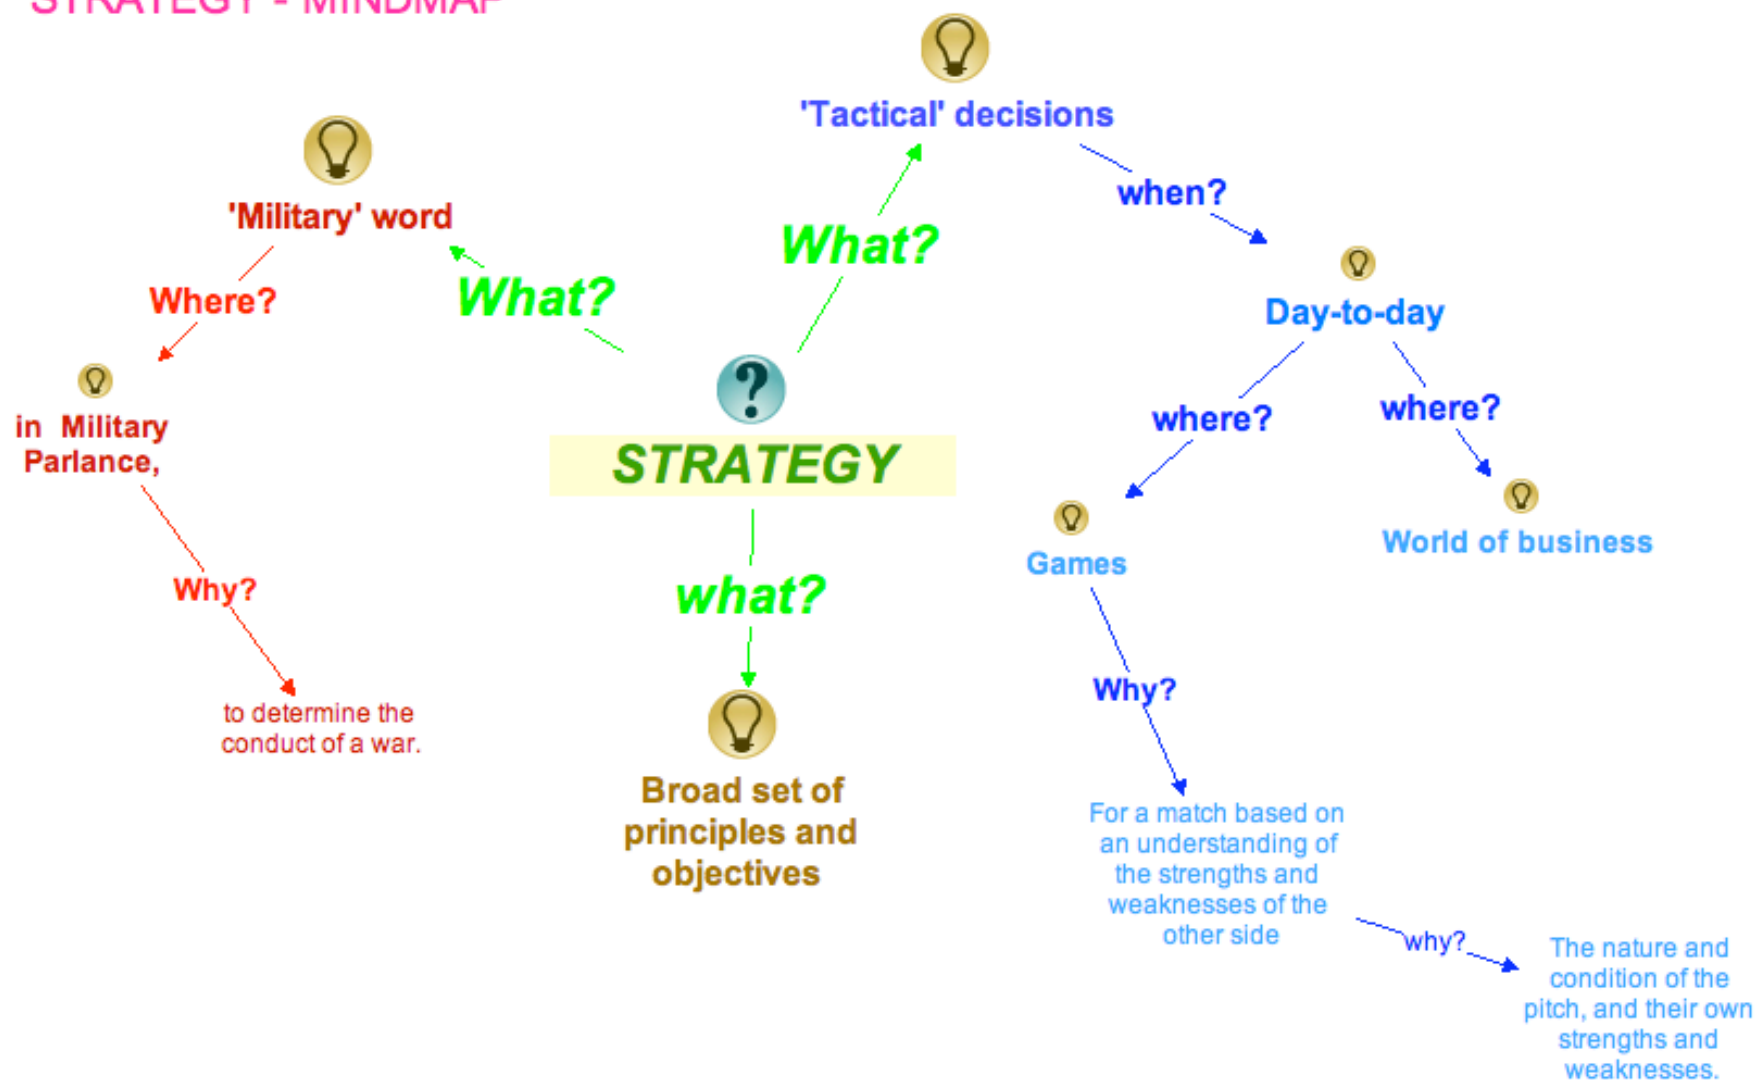 STRATEGY - MINDMAP
'Tactical' decisions
when?
'Military' word
What?
What?
Where?
Day-to-day
in  Military
Parlance,
STRATEGY
where?
where?
World of business
Games
Why?
what?
Why?
to determine the
conduct of a war.
Broad set of
principles and
objectives
For a match based on
an understanding of
the strengths and
weaknesses of the
other side
why?
The nature and
condition of the
pitch, and their own
strengths and
weaknesses.